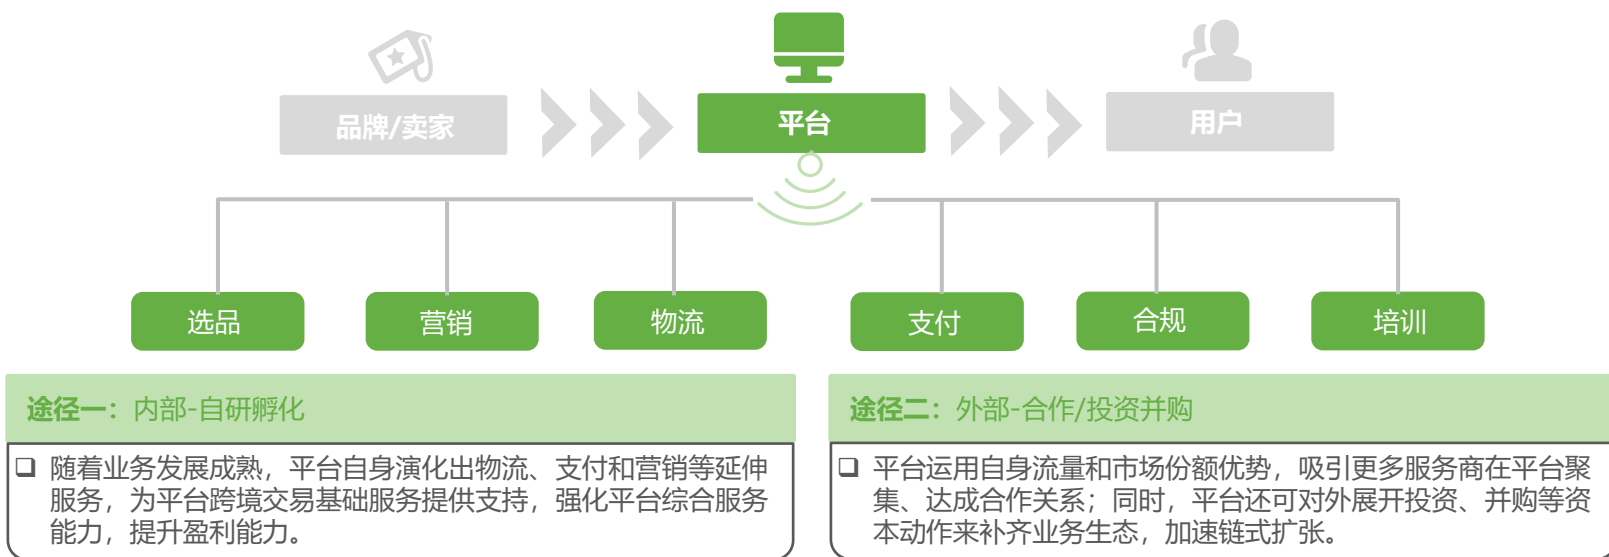 品牌/卖家
平台
用户
选品
营销
物流
支付
合规
培训
途径一：内部-自研孵化
随着业务发展成熟，平台自身演化出物流、支付和营销等延伸
服务，为平台跨境交易基础服务提供支持，强化平台综合服务
能力，提升盈利能力。
途径二：外部-合作/投资并购
平台运用自身流量和市场份额优势，吸引更多服务商在平台聚
集、达成合作关系；同时，平台还可对外展开投资、并购等资
本动作来补齐业务生态，加速链式扩张。